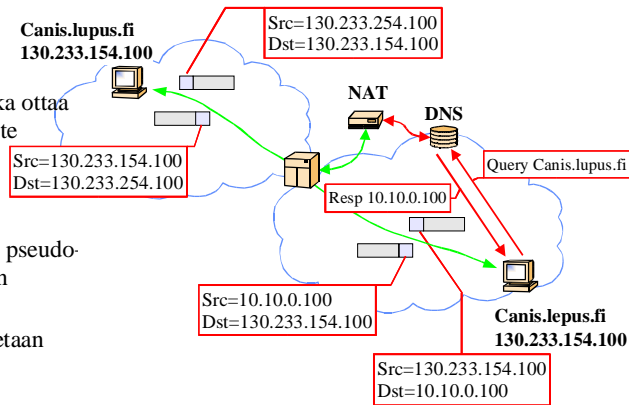 Canis.lupus.fi
130.233.154.100
Src=130.233.254.100
Dst=130.233.154.100
ka ottaa
te
NAT
DNS
Src=130.233.154.100
Dst=130.233.254.100
Query Canis.lupus.fi
Resp 10.10.0.100
pseudo-
n
Src=10.10.0.100
Dst=130.233.154.100
Canis.lepus.fi
130.233.154.100
etaan
Src=130.233.154.100
Dst=10.10.0.100